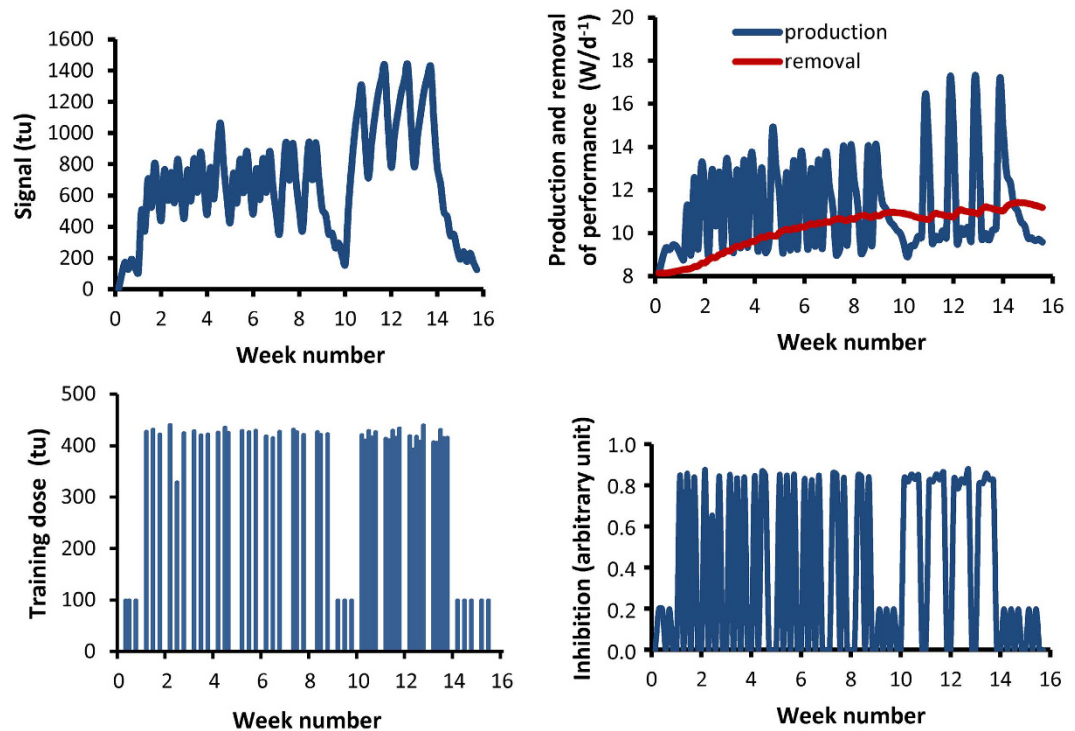 Signal (tu)
1600
1400
1200
1000
800
600
400
200
0
0 2 4 6 8 10 12 14 16
Week number
Production and removal
of performance (W/d-1)
20
18
16
14
12
10
8
production
removal
0 2 4 6 8 10 12 14 16
Week number
Training dose (tu)
500
400
300
200
100
0
0 2 4 6 8 10 12 14 16
Week number
Inhibition (arbitrary unit)
1.0
0.8
0.6
0.4
0.2
0.0
0 2 4 6 8 10 12 14 16
Week number